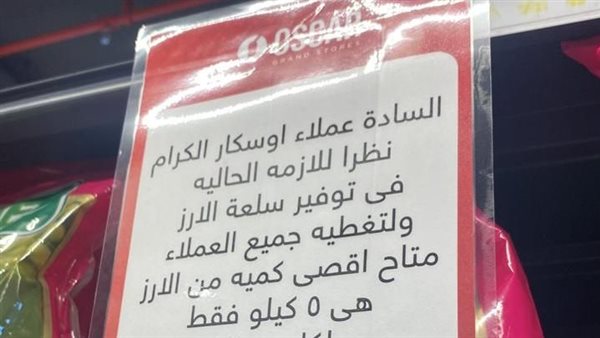 OSCAR
GRAND STORES
السادة عملاء اوسكار الكرام
نظرا للازمه الحاليه
فى توفير سلعة الارز
ولتغطيه جميع العملاء
متاح اقصى كميه من الارز
هى ٥ كيلو فقط